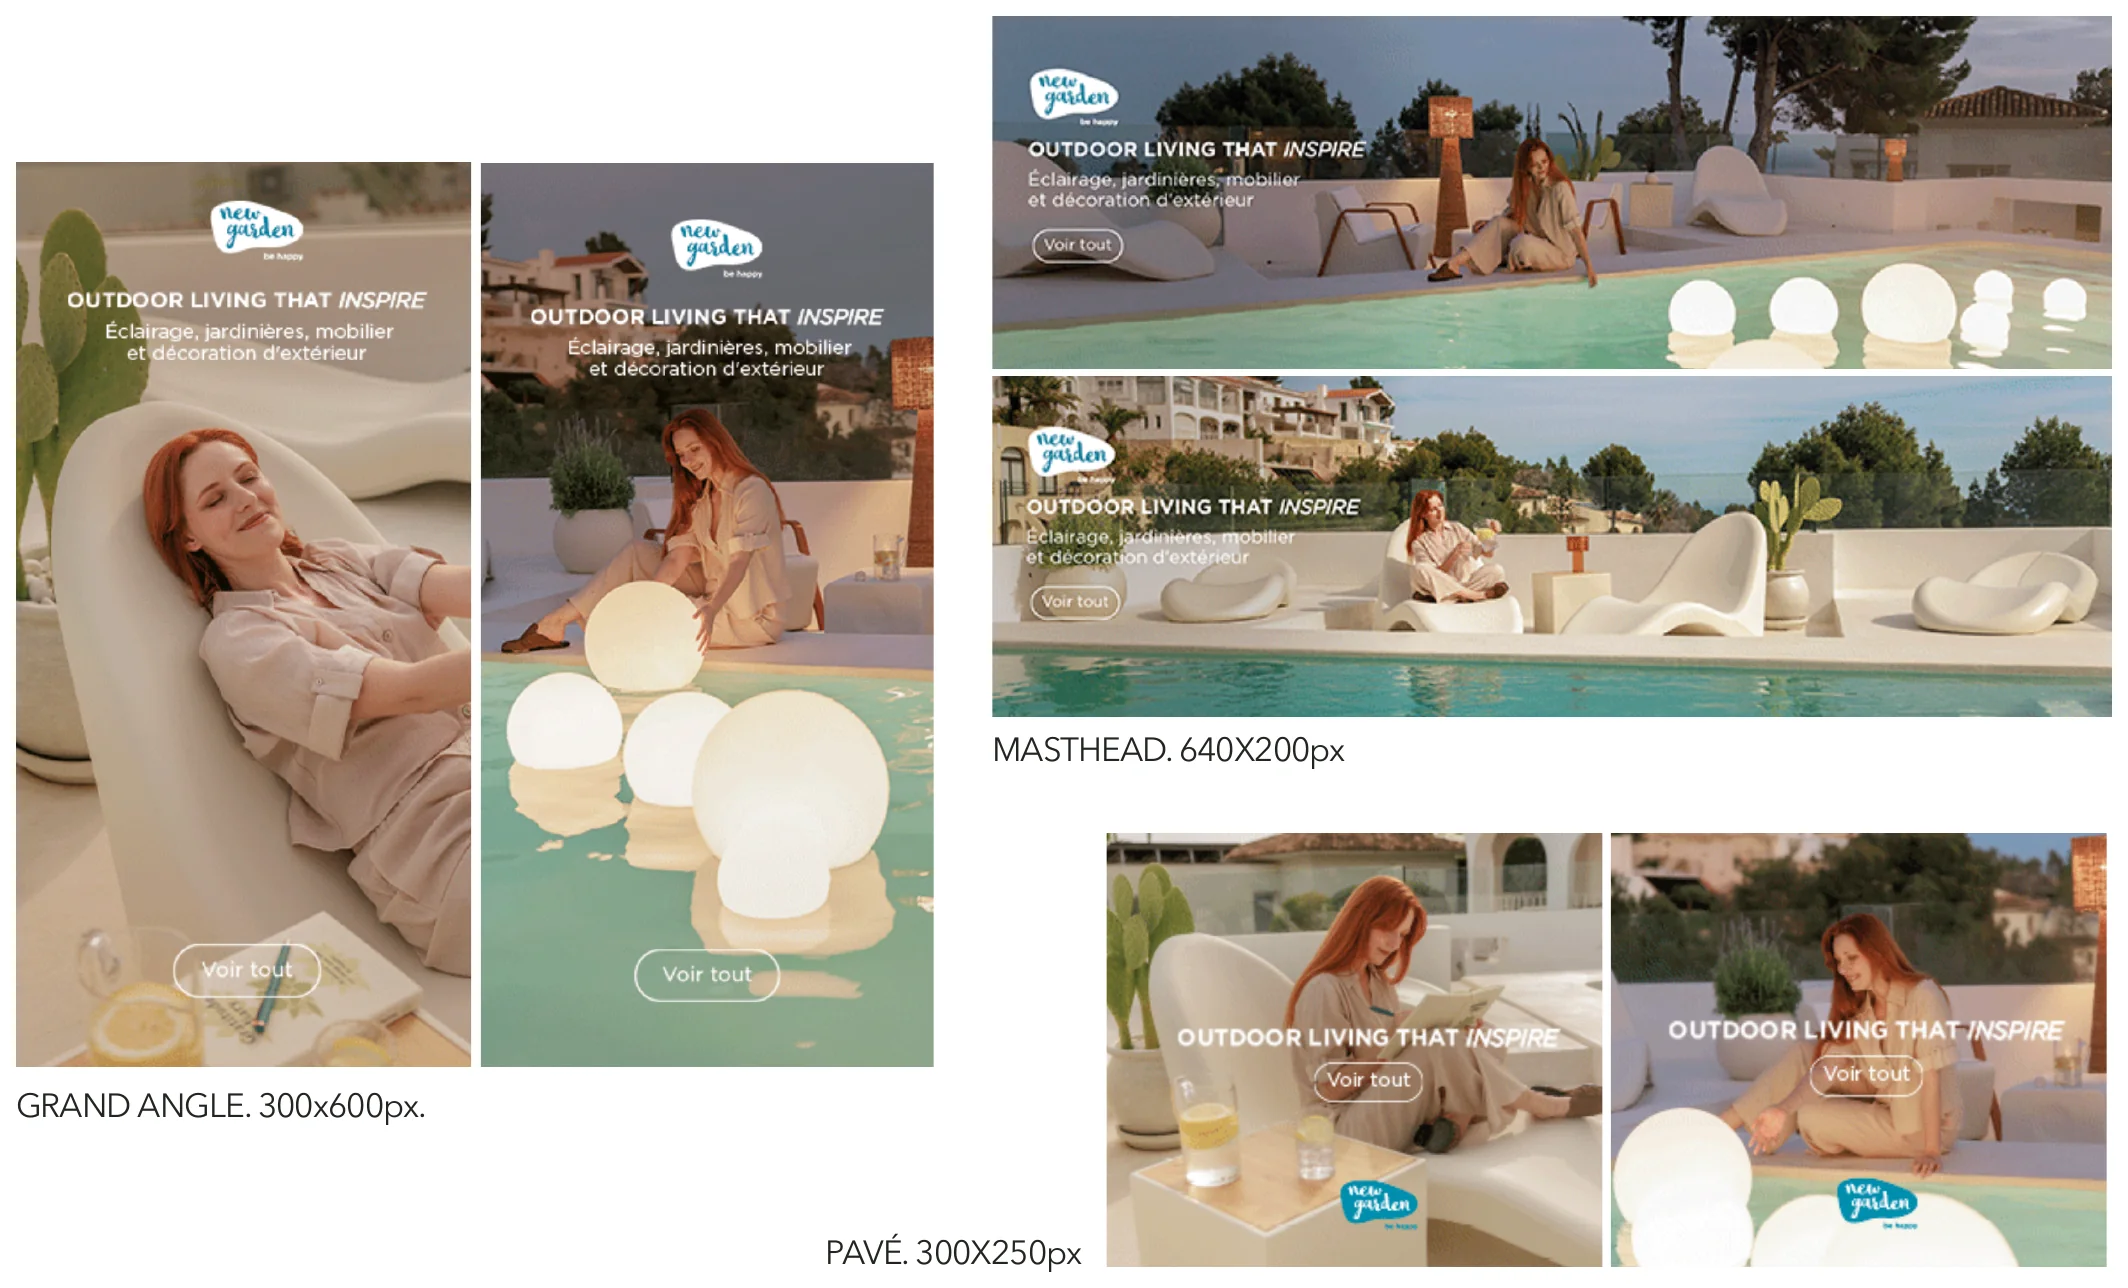 new
garden
be happy
OUTDOOR LIVING THAT INSPIRE
Éclairage, jardinières, mobilier
et décoration d'extérieur
Voir tout
new
garden
be happy
OUTDOOR LIVING THAT INSPIRE
Éclairage, jardinières, mobilier
et décoration d'extérieur
Voir tout
GRAND ANGLE. 300x600px.
new
garden
be happy
OUTDOOR LIVING THAT INSPIRE
Éclairage, jardinières, mobilier
et décoration d'extérieur
Voir tout
new
garden
be happy
OUTDOOR LIVING THAT INSPIRE
Éclairage, jardinières, mobilier
et décoration d'extérieur
Voir tout
MASTHEAD. 640X200px
OUTDOOR LIVING THAT INSPIRE
Voir tout
new
garden
be happy
OUTDOOR LIVING THAT INSPIRE
Voir tout
new
garden
be happy
PAVÉ. 300X250px